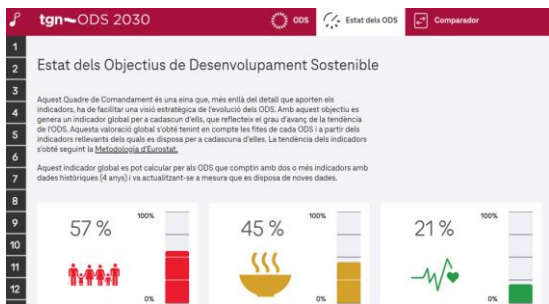 tgn~ODS 2030
ODS
Estat dels ODS
Comparador
1
2
3
4
5
6
7
8
9
10
11
12
Estat dels Objectius de Desenvolupament Sostenible
Aquest Quadre de Comandament és una eina que, més enllà del detall que aporten els
indicadors, ha de facilitar una visió estratègica de l'evolució dels ODS. Amb aquest objectiu es
genera un indicador global per a cadascun d'ells, que reflecteix el grau d'avanç de la tendència
de l'ODS. Aquesta valoració global s'obté tenint en compte les fites de cada ODS i a partir dels
indicadors rellevants dels quals es disposa per a cadascuna d'elles. La tendència dels indicadors
s'obté seguint la Metodologia d'Eurostat.
Aquest indicador global es pot calcular per als ODS que comptin amb dos o més indicadors amb
dades històriques (4 anys) i va actualitzant-se a mesura que es disposa de noves dades.
57 %
100%
0%
45 %
100%
0%
21 %
100%
0%